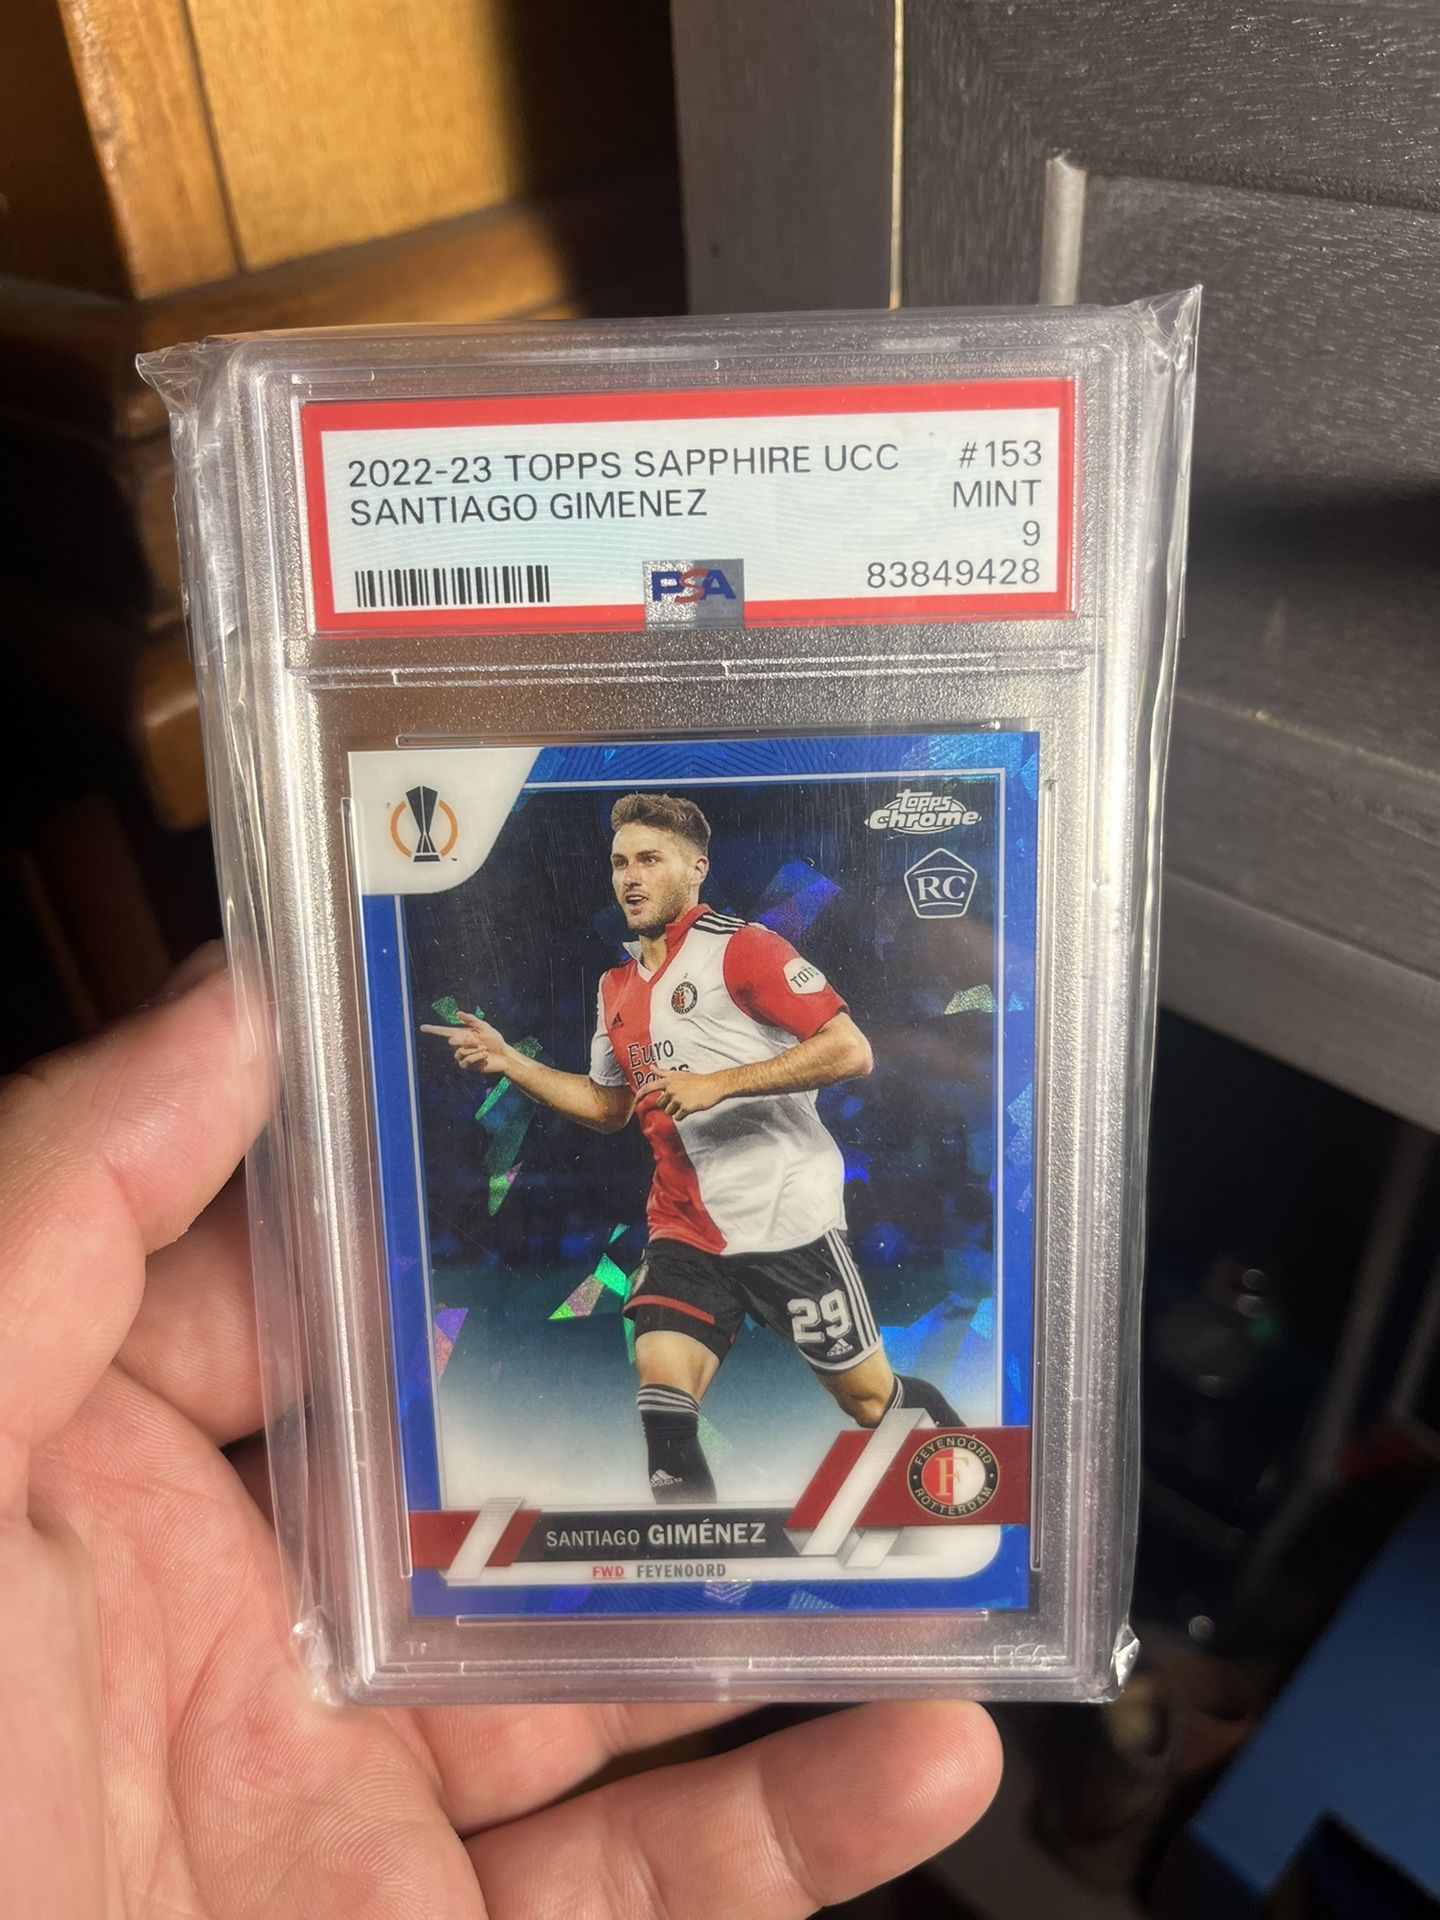 2022-23 TOPPS SAPPHIRE UCC #153
SANTIAGO GIMENEZ MINT
9
PSA 83849428
topps
Chrome
RC
TOTO
Euro
29
adidas
FEYENOORD
F
ROTTERDAM
SANTIAGO GIMÉNEZ
FWD FEYENOORD
PSA